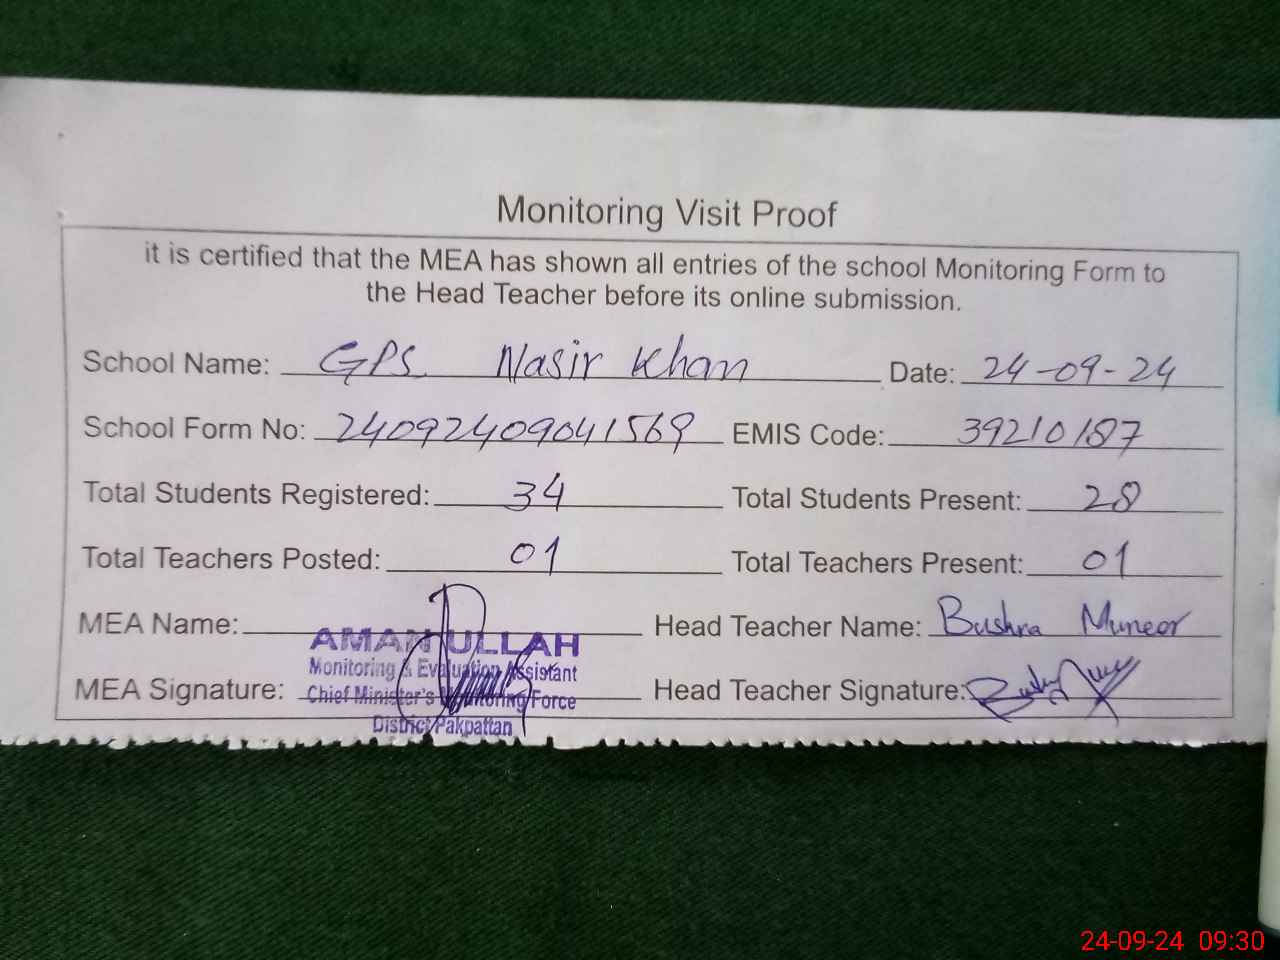 Monitoring Visit Proof
it is certified that the MEA has shown all entries of the school Monitoring Form to
the Head Teacher before its online submission.
School Name: GPS Nasir Khan Date: 24-09-24
School Form No: 24092409041569 EMIS Code: 39210187
Total Students Registered: 34 Total Students Present: 28
Total Teachers Posted: 01 Total Teachers Present: 01
MEA Name: Head Teacher Name: Bushra Muneer
AMAN ULLAH
Monitoring & Evaluation Assistant
MEA Signature: Head Teacher Signature:
Chief Minister's Monitoring Force
District Pakpattan
24-09-24 09:30